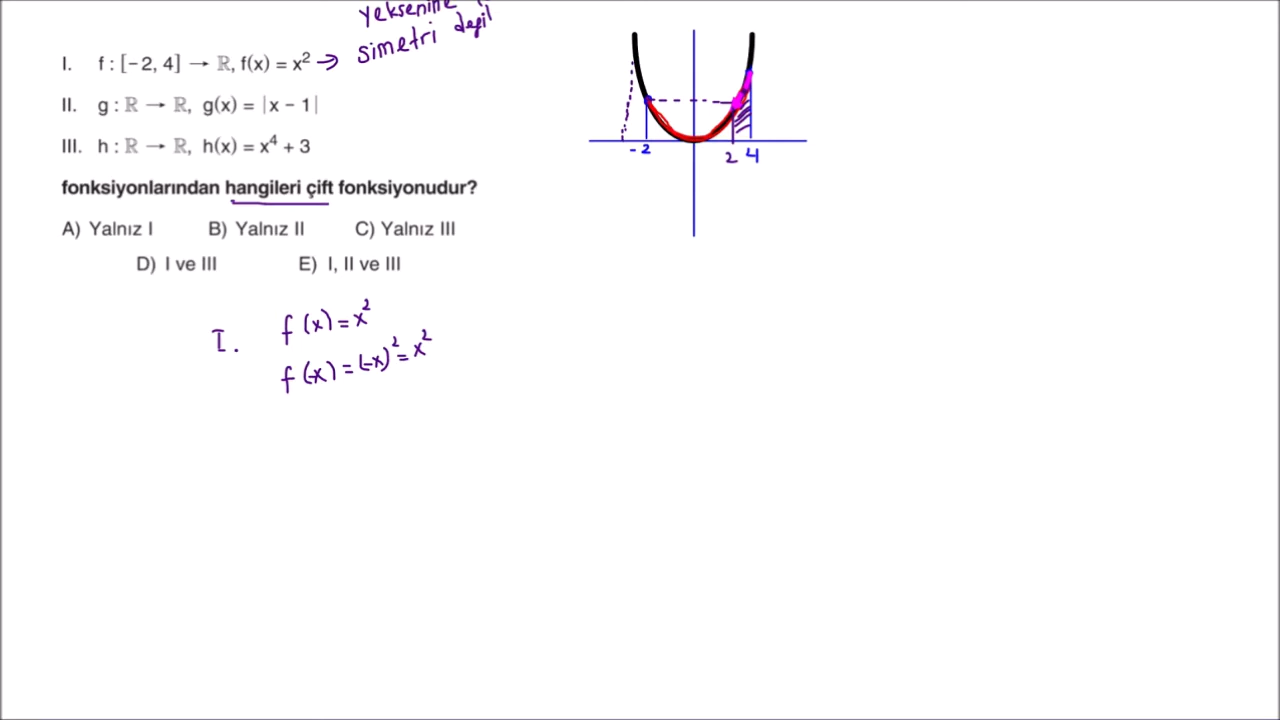 yeksenine
simetri değil
I. f : [-2, 4] → ℝ, f(x) = x² →
II. g : ℝ → ℝ, g(x) = |x - 1|
III. h : ℝ → ℝ, h(x) = x⁴ + 3
fonksiyonlarından hangileri çift fonksiyonudur?
A) Yalnız I B) Yalnız II C) Yalnız III
D) I ve III E) I, II ve III
-2 2 4
I. f(x) = x²
f(-x) = (-x)² = x²